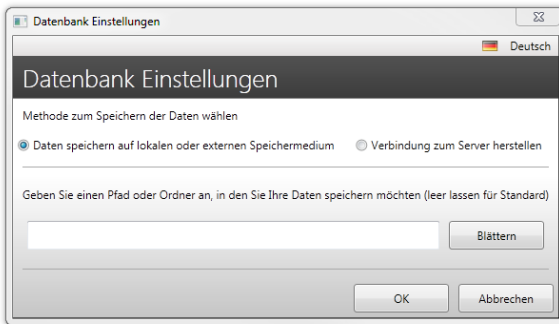 Datenbank Einstellungen
Deutsch
Datenbank Einstellungen
Methode zum Speichern der Daten wählen
Daten speichern auf lokalen oder externen Speichermedium Verbindung zum Server herstellen
Geben Sie einen Pfad oder Ordner an, in den Sie Ihre Daten speichern möchten (leer lassen für Standard)
Blättern
OK Abbrechen